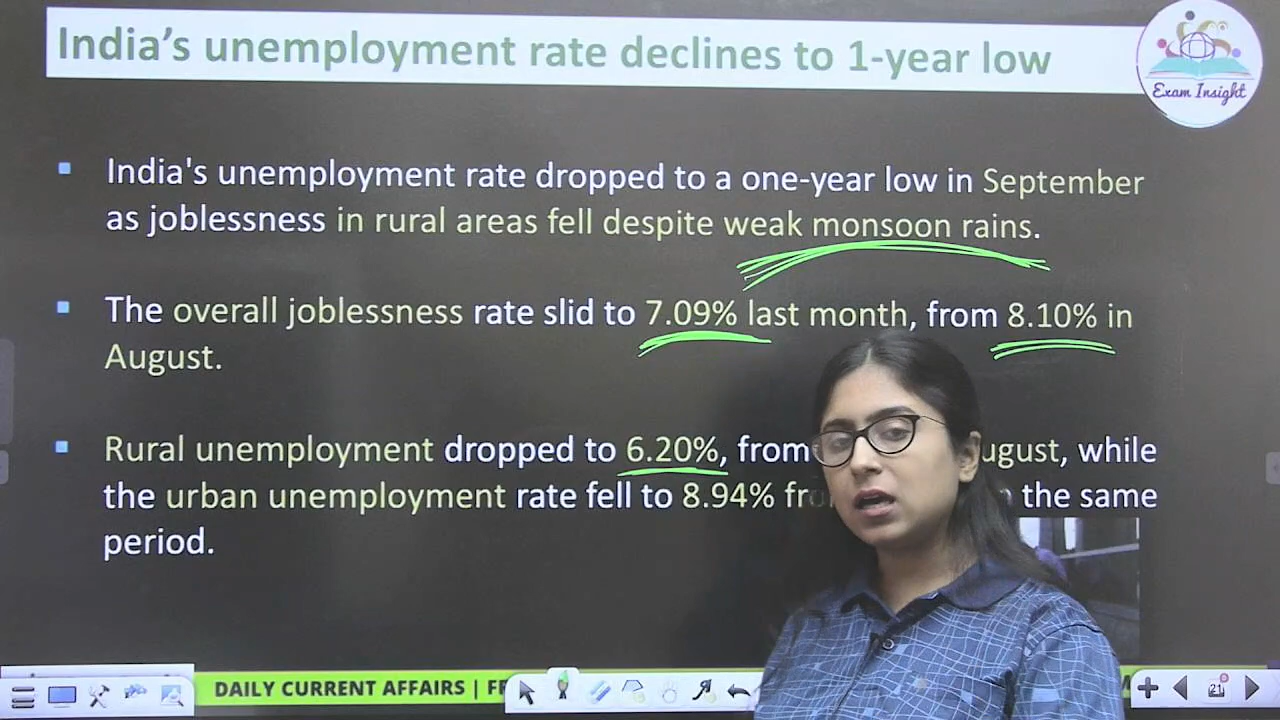 India's unemployment rate declines to 1-year low
Exam Insight
India's unemployment rate dropped to a one-year low in September
as joblessness in rural areas fell despite weak monsoon rains.
The overall joblessness rate slid to 7.09% last month, from 8.10% in
August.
Rural unemployment dropped to 6.20%, from ugust, while
the urban unemployment rate fell to 8.94% the same
period.
DAILY CURRENT AFFAIRS |
21